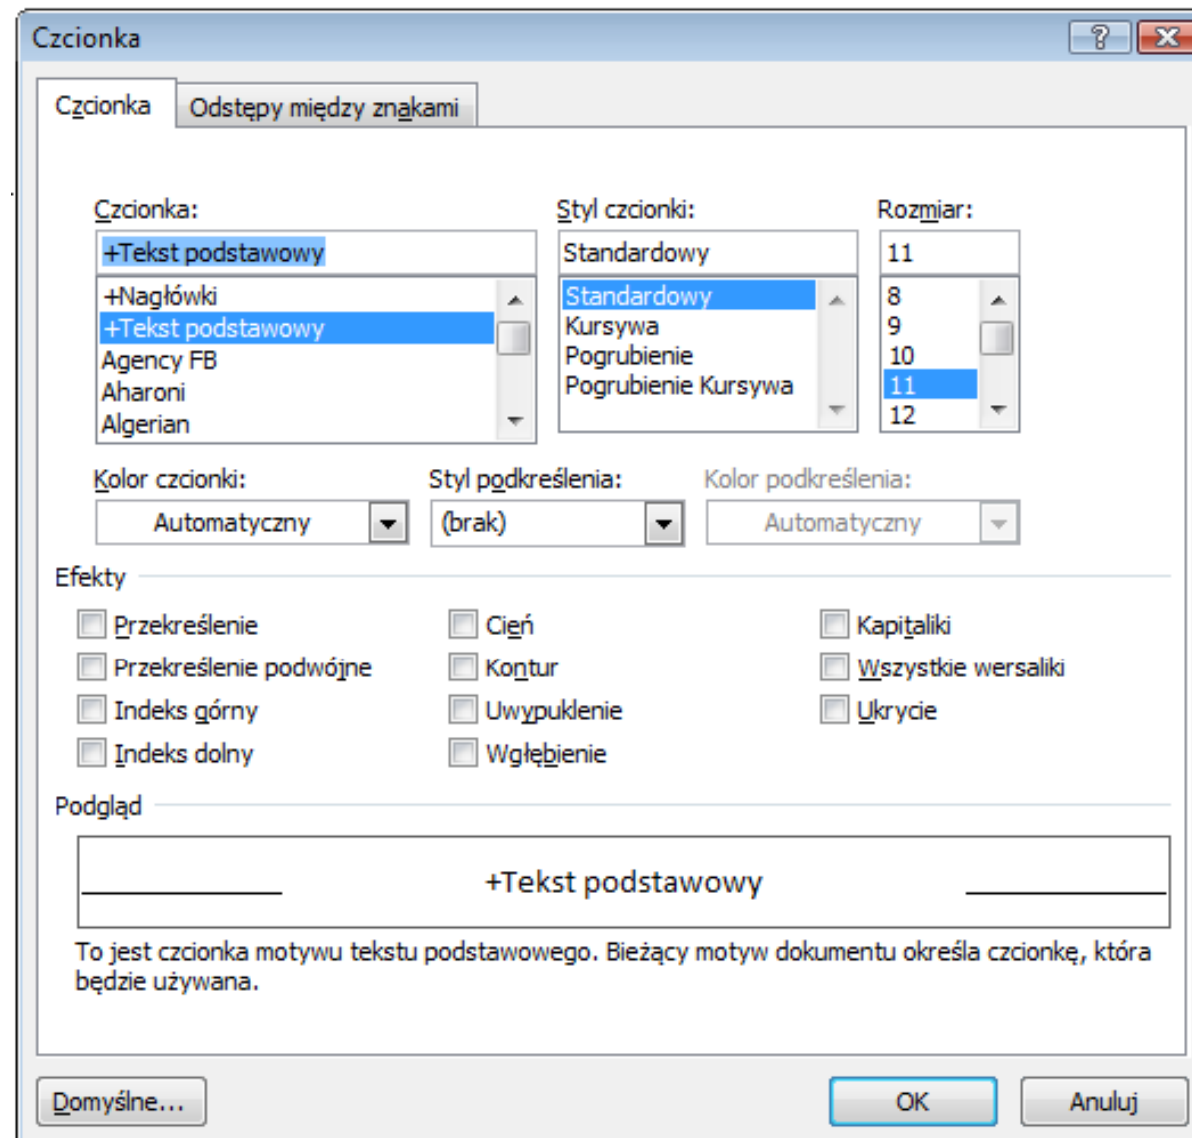 Czcionka
Czcionka Odstępy między znakami
Czcionka: Styl czcionki: Rozmiar:
+Tekst podstawowy Standardowy 11
+Nagłówki Standardowy 8
+Tekst podstawowy Kursywa 9
Agency FB Pogrubienie 10
Aharoni Pogrubienie Kursywa 11
Algerian 12
Kolor czcionki: Styl podkreślenia: Kolor podkreślenia:
Automatyczny (brak) Automatyczny
Efekty
Przekreślenie Cień Kapitaliki
Przekreślenie podwójne Kontur Wszystkie wersaliki
Indeks górny Uwypuklenie Ukrycie
Indeks dolny Wgłębienie
Podgląd
+Tekst podstawowy
To jest czcionka motywu tekstu podstawowego. Bieżący motyw dokumentu określa czcionkę, która
będzie używana.
Domyślne... OK Anuluj